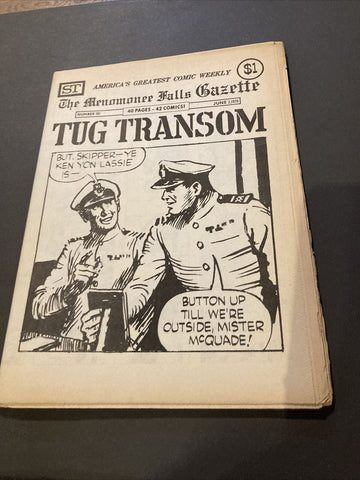 ST
AMERICA'S GREATEST COMIC WEEKLY
$1
The Menomonee Falls Gazette
40 PAGES - 42 COMICS!
TUG TRANSOM
BUT, SKIPPER—YE
KEN YON LASSIE
IS—
BUTTON UP
TILL WE'RE
OUTSIDE, MISTER
McQUADE!